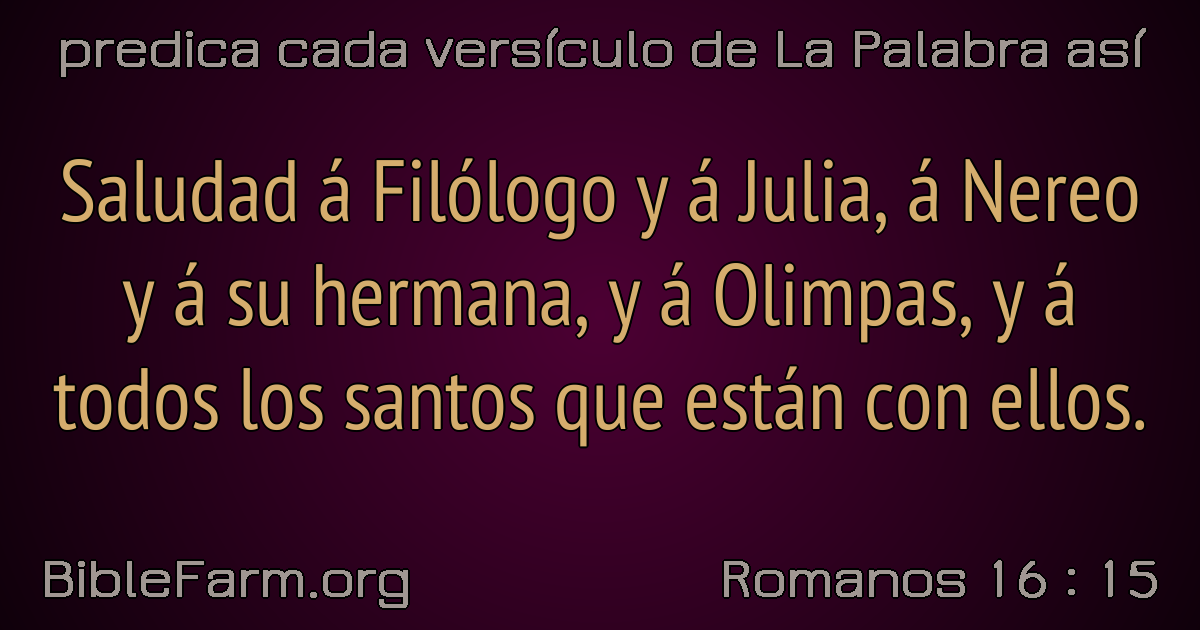 predica cada versículo de La Palabra así
Saludad á Filólogo y á Julia, á Nereo
y á su hermana, y á Olimpas, y á
todos los santos que están con ellos.
BibleFarm.org
Romanos 16 : 15